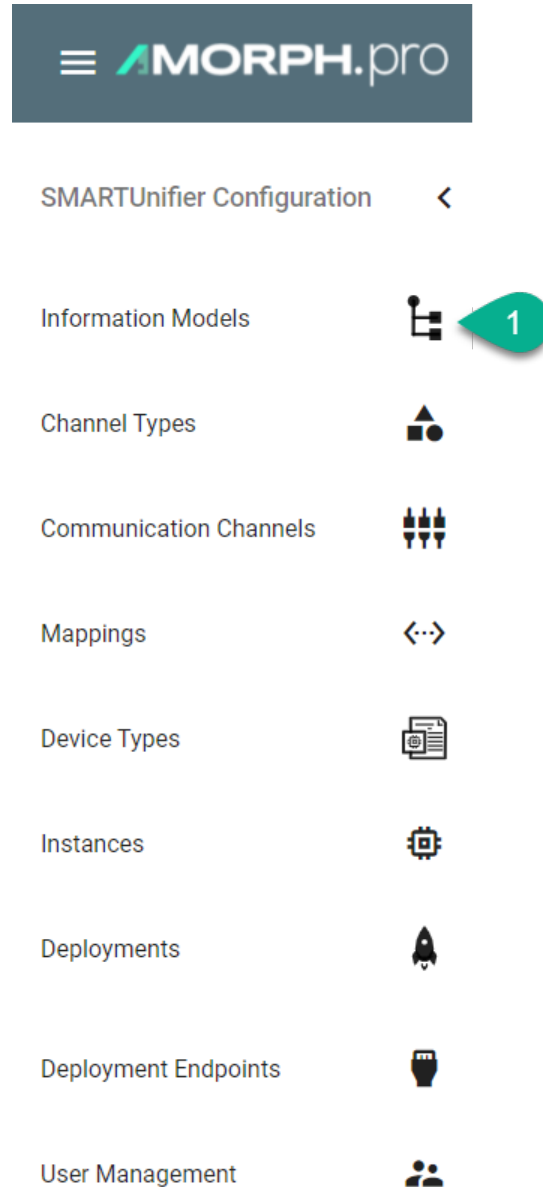 AMORPH.pro
SMARTUnifier Configuration
Information Models
1
Channel Types
Communication Channels
Mappings
Device Types
Instances
Deployments
Deployment Endpoints
User Management